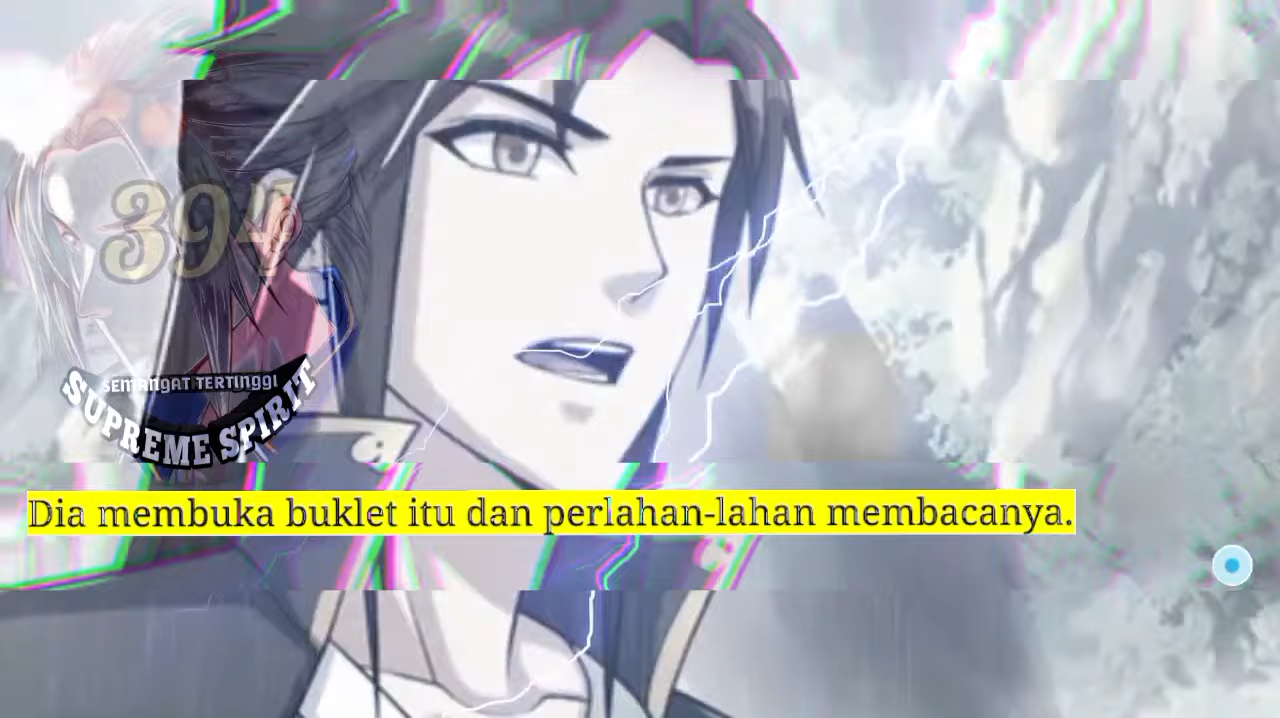 394
SEMANGAT TERTINGGI
SUPREME SPIRIT
Dia membuka buklet itu dan perlahan-lahan membacanya.